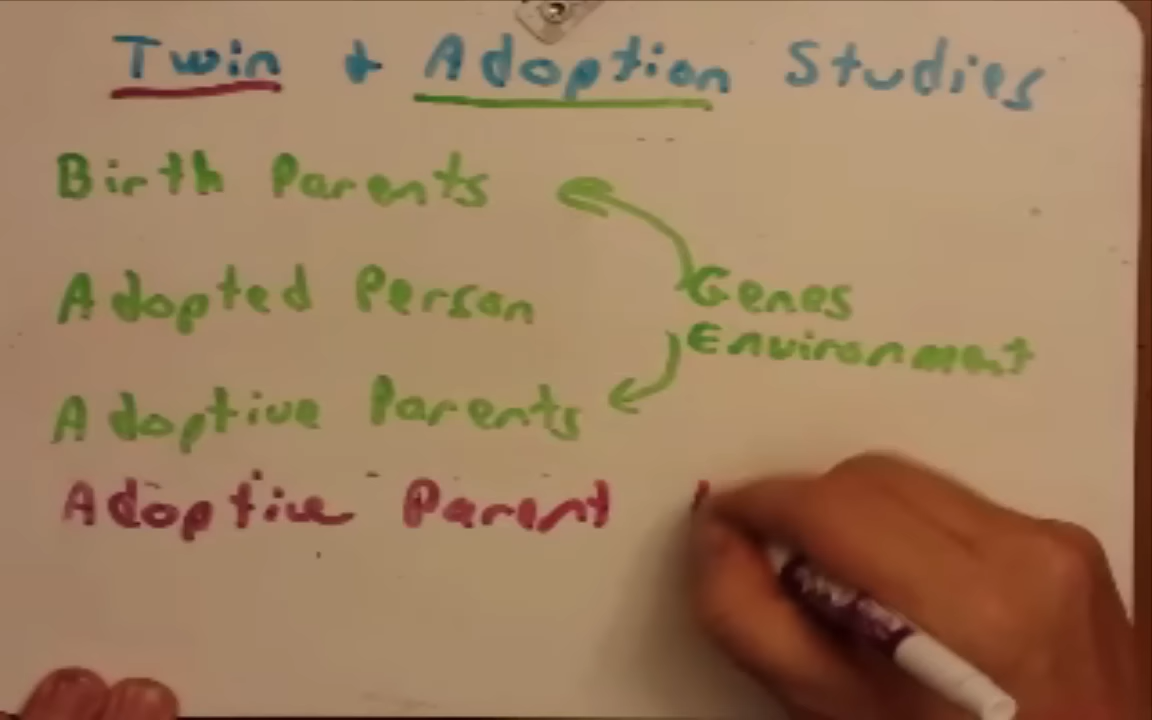 Twin + Adoption Studies
Birth Parents
Adopted Person
Genes
Environment
Adoptive Parents
Adoptive Parent